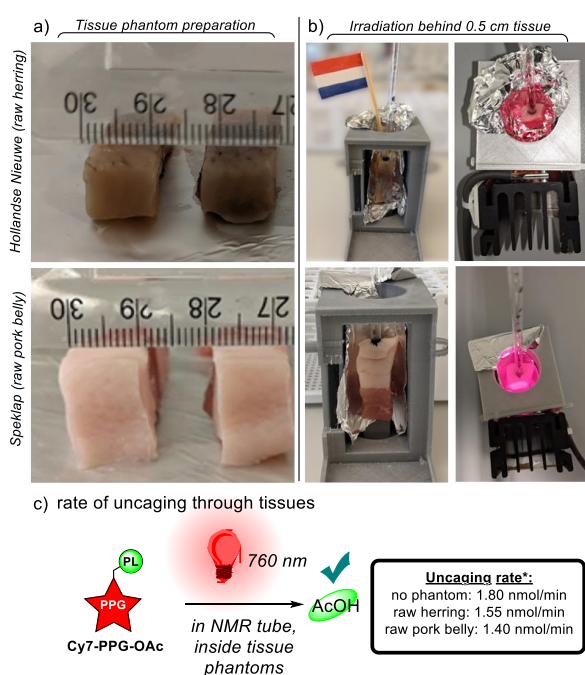 a)
Tissue phantom preparation
b)
Irradiation behind 0.5 cm tissue
Hollandse Nieuwe (raw herring)
30 29 28 27
Speklap (raw pork belly)
30 29 28 27
c) rate of uncaging through tissues
PL
PPG
Cy7-PPG-OAc
760 nm
in NMR tube,
inside tissue
phantoms
AcOH
Uncaging rate*:
no phantom: 1.80 nmol/min
raw herring: 1.55 nmol/min
raw pork belly: 1.40 nmol/min